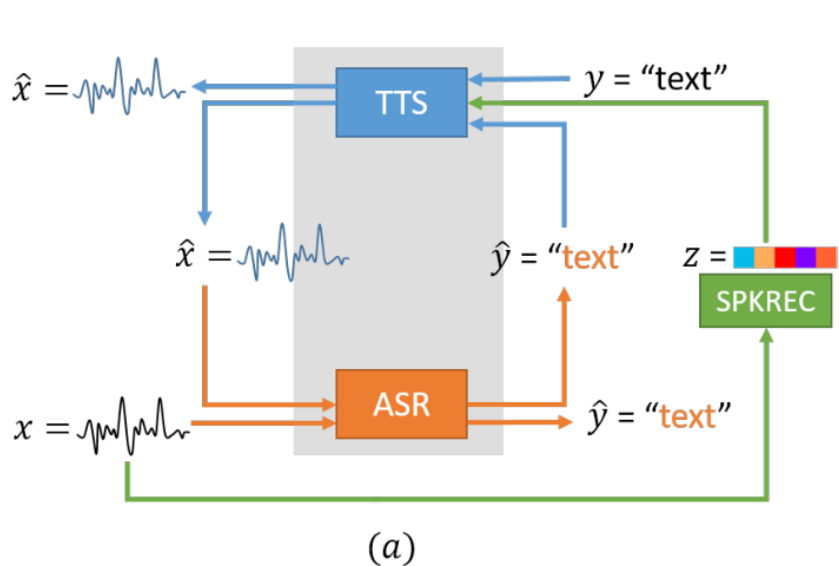 x̂ =
TTS
y = “text”
x̂ =
ŷ = “text”
z =
SPKREC
x =
ASR
ŷ = “text”
(a)